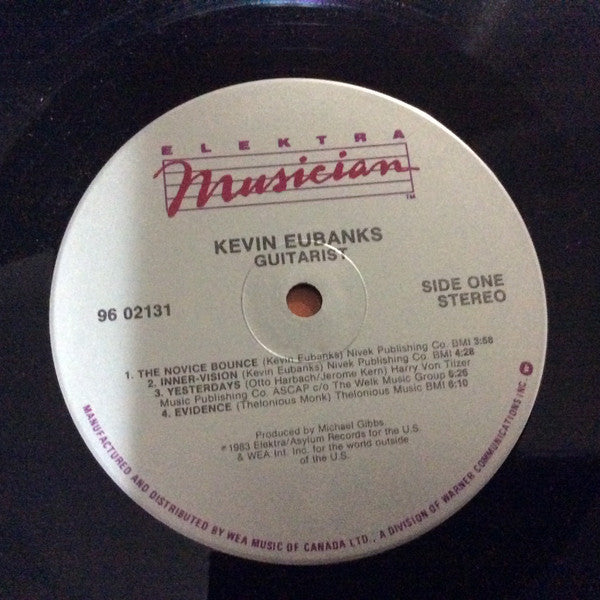 ELEKTRA
Musician
TM
KEVIN EUBANKS
GUITARIST
96 02131
SIDE ONE
STEREO
1. THE NOVICE BOUNCE (Kevin Eubanks) Nivek Publishing Co. BMI 3:58
2. INNER-VISION (Kevin Eubanks) Nivek Publishing Co. BMI 4:28
3. YESTERDAYS (Otto Harbach/Jerome Kern) Harry Von Tilzer
Music Publishing Co. ASCAP c/o The Welk Music Group 5:25
4. EVIDENCE (Thelonious Monk) Thelonious Music BMI 6:10
Produced by Michael Gibbs
℗ 1983 Elektra/Asylum Records for the U.S.
& WEA Int. Inc. for the world outside
of the U.S.
MANUFACTURED AND DISTRIBUTED BY WEA MUSIC OF CANADA LTD., A DIVISION OF WARNER COMMUNICATIONS INC.